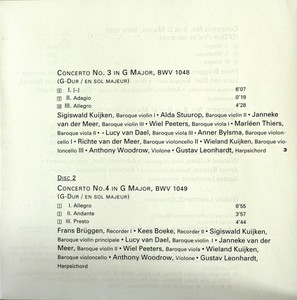 CONCERTO NO. 3 IN G MAJOR, BWV 1048
(G-DUR / EN SOL MAJEUR)
I. [–] 6'07
II. Adagio 0'19
III. Allegro 4'28
Sigiswald Kuijken, Baroque violin I • Alda Stuurop, Baroque violin II • Janneke
van der Meer, Baroque violin III • Wiel Peeters, Baroque viola I • Marléen Thiers,
Baroque viola II • Lucy van Dael, Baroque viola III • Anner Bylsma, Baroque violon-
cello I • Richte van der Meer, Baroque violoncello II • Wieland Kuijken, Baroque
violoncello III • Anthony Woodrow, Violone • Gustav Leonhardt, Harpsichord 3
DISC 2
CONCERTO NO. 4 IN G MAJOR, BWV 1049
(G-DUR / EN SOL MAJEUR)
1 I. Allegro 6'55
2 II. Andante 3'57
3 III. Presto 4'44
Frans Brüggen, Recorder I • Kees Boeke, Recorder II • Sigiswald Kuijken,
Baroque violin principale • Lucy van Dael, Baroque violin I • Janneke van der
Meer, Baroque violin II • Wiel Peeters, Baroque viola • Wieland Kuijken,
Baroque violoncello • Anthony Woodrow, Violone • Gustav Leonhardt,
Harpsichord